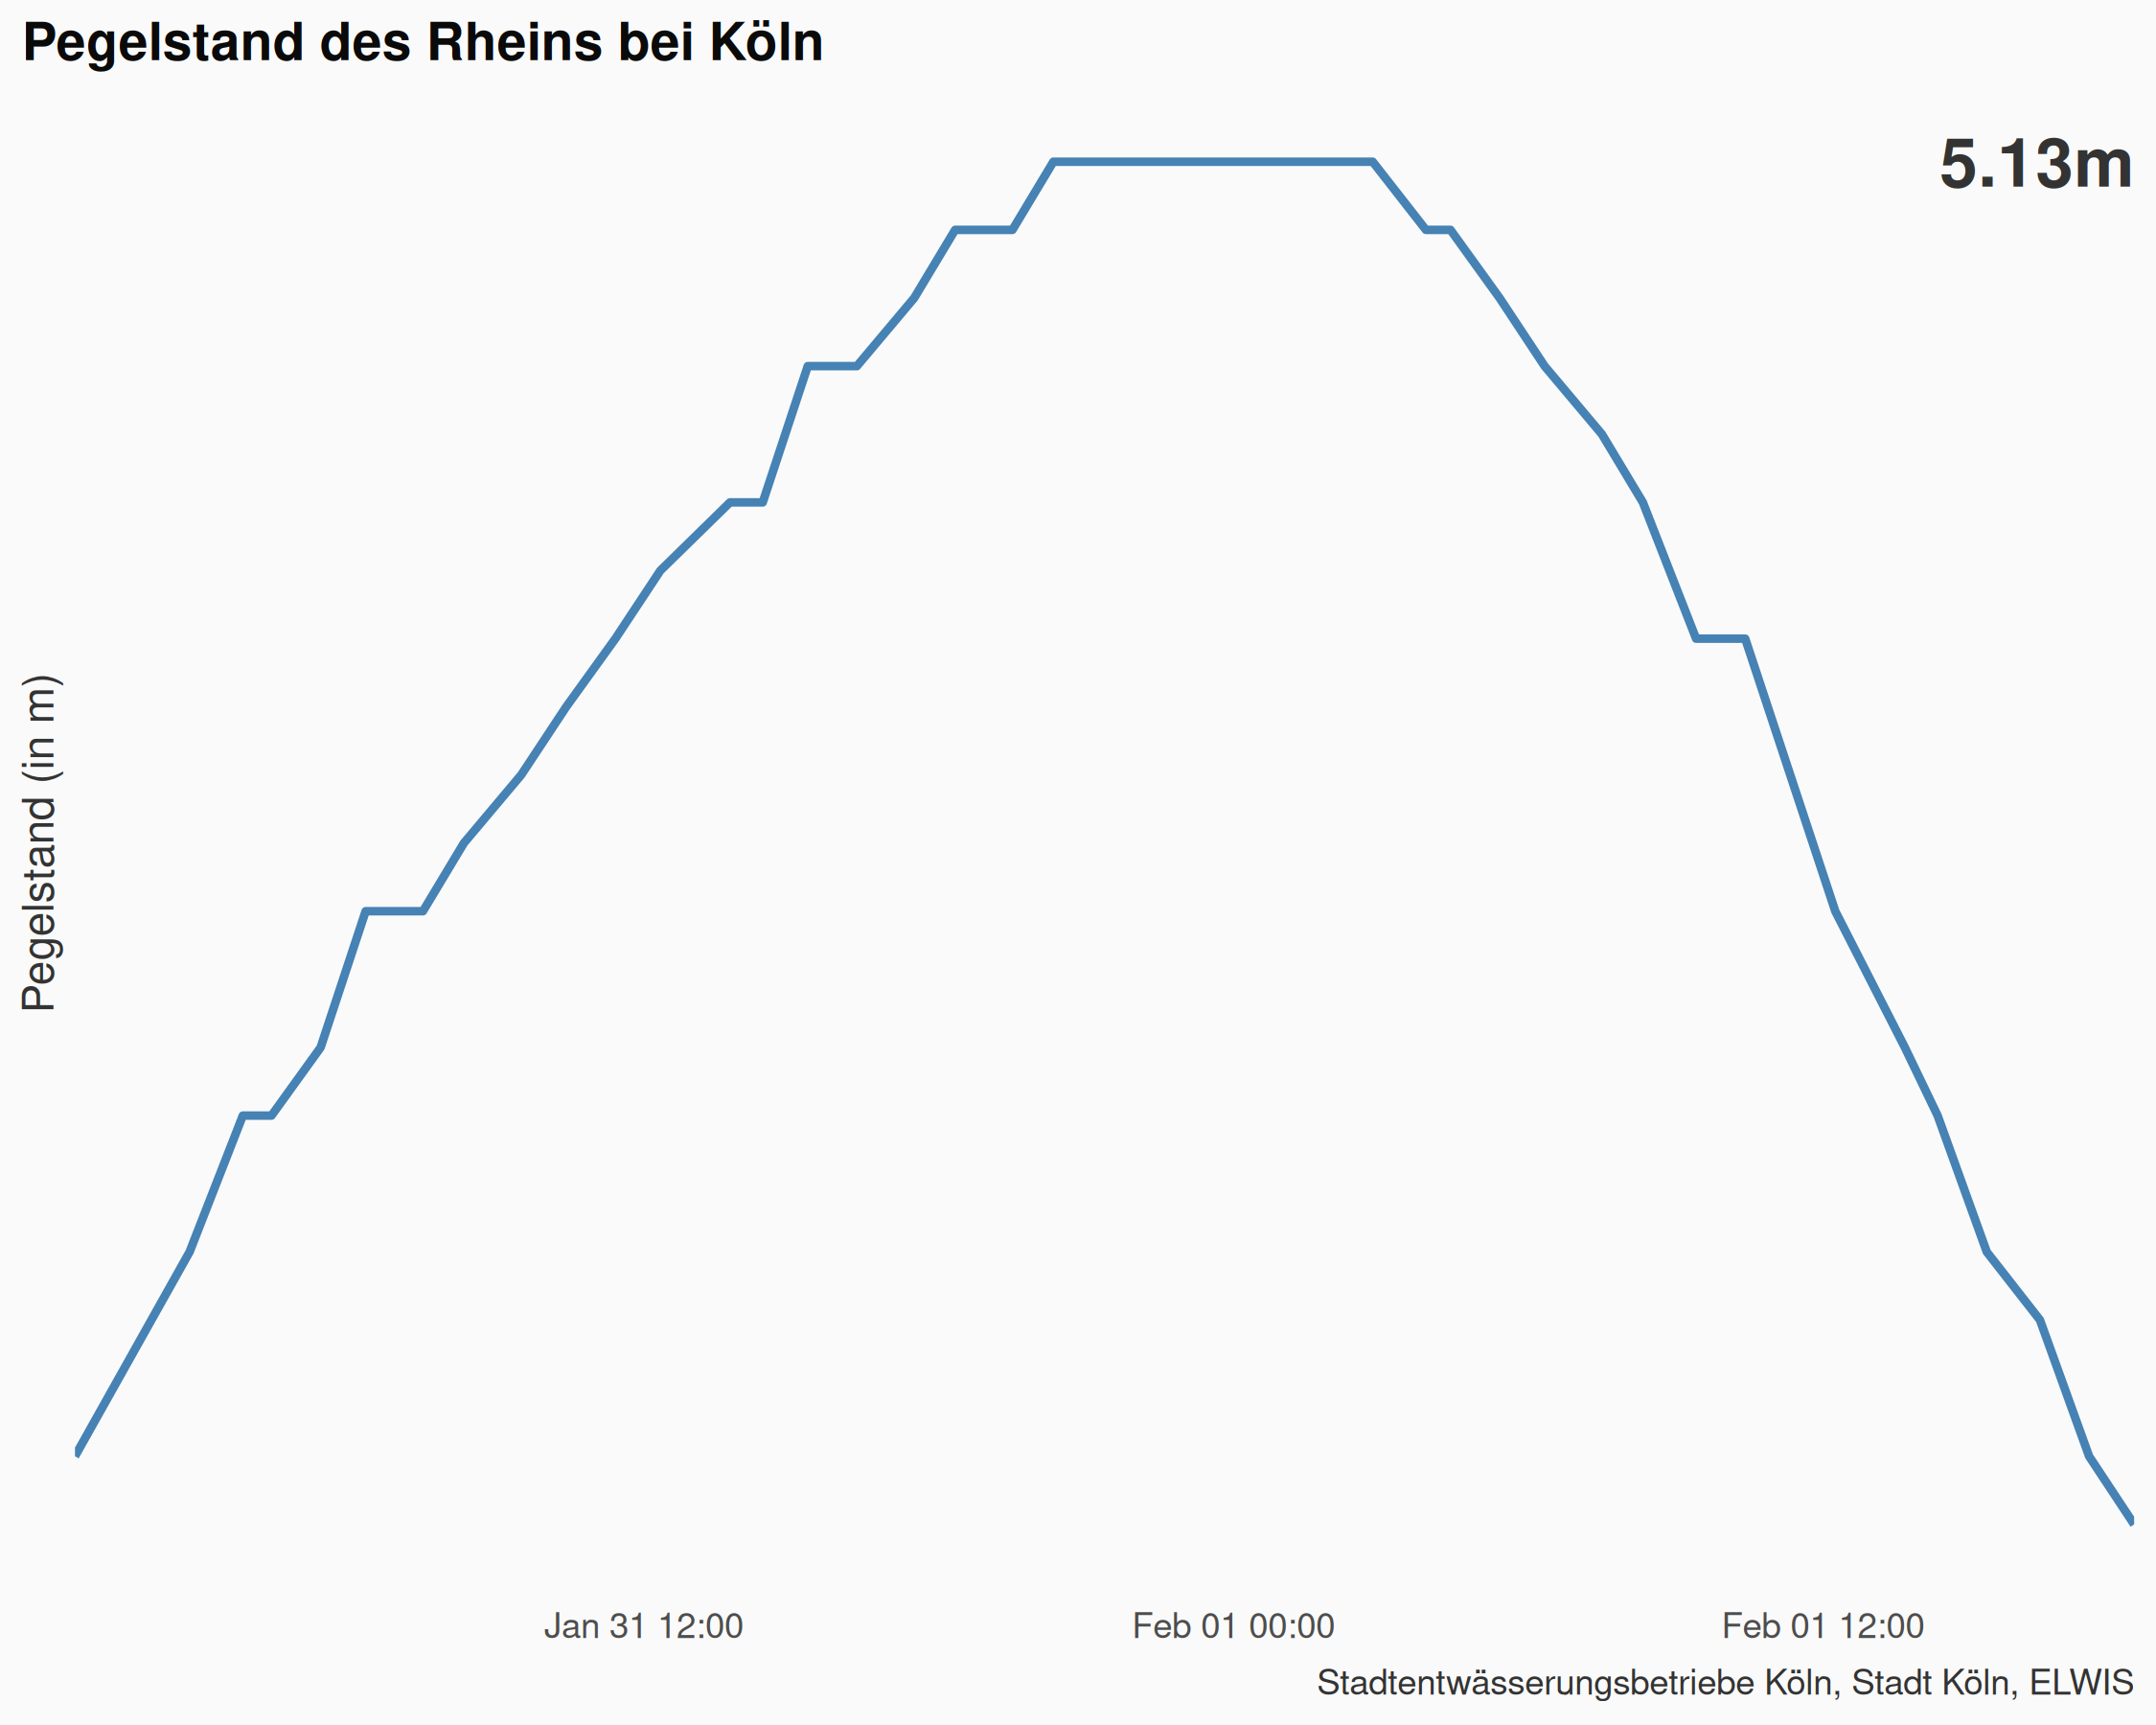 Pegelstand des Rheins bei Köln
5.13m
Pegelstand (in m)
Jan 31 12:00
Feb 01 00:00
Feb 01 12:00
Stadtentwässerungsbetriebe Köln, Stadt Köln, ELWIS